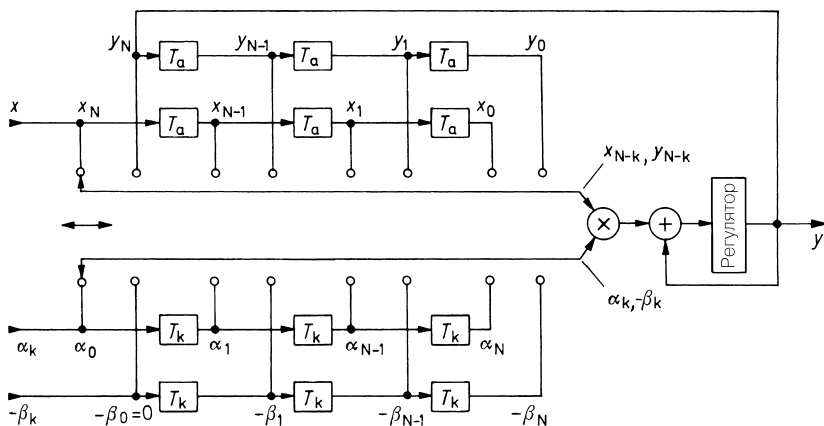 y_N y_{N-1} y_1 y_0
T_a T_a T_a
x x_N x_{N-1} x_1 x_0
T_a T_a T_a
x_{N-k}, y_{N-k}
× + Регулятор y
α_k, -β_k
T_k T_k T_k
α_k α_0 α_1 α_{N-1} α_N
T_k T_k T_k
-β_k -β_0=0 -β_1 -β_{N-1} -β_N